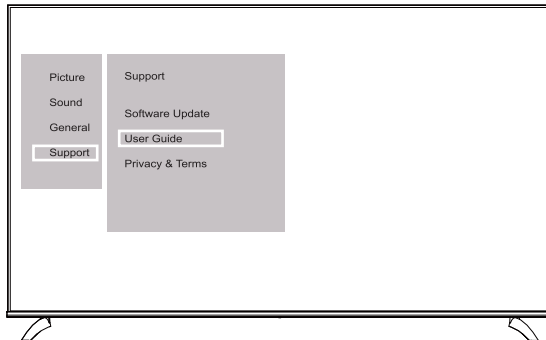 Picture
Sound
General
Support
Support
Software Update
User Guide
Privacy & Terms